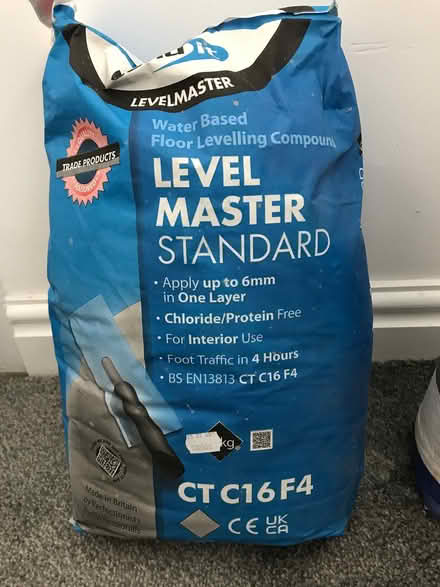 LEVELMASTER
Water Based
Floor Levelling Compound
TRADE PRODUCTS
LEVEL
MASTER
STANDARD
• Apply up to 6mm
in One Layer
• Chloride/Protein Free
• For Interior Use
• Foot Traffic in 4 Hours
• BS EN13813 CT C16 F4
kg
Made in Britain
CT C16 F4
CE UK
CA